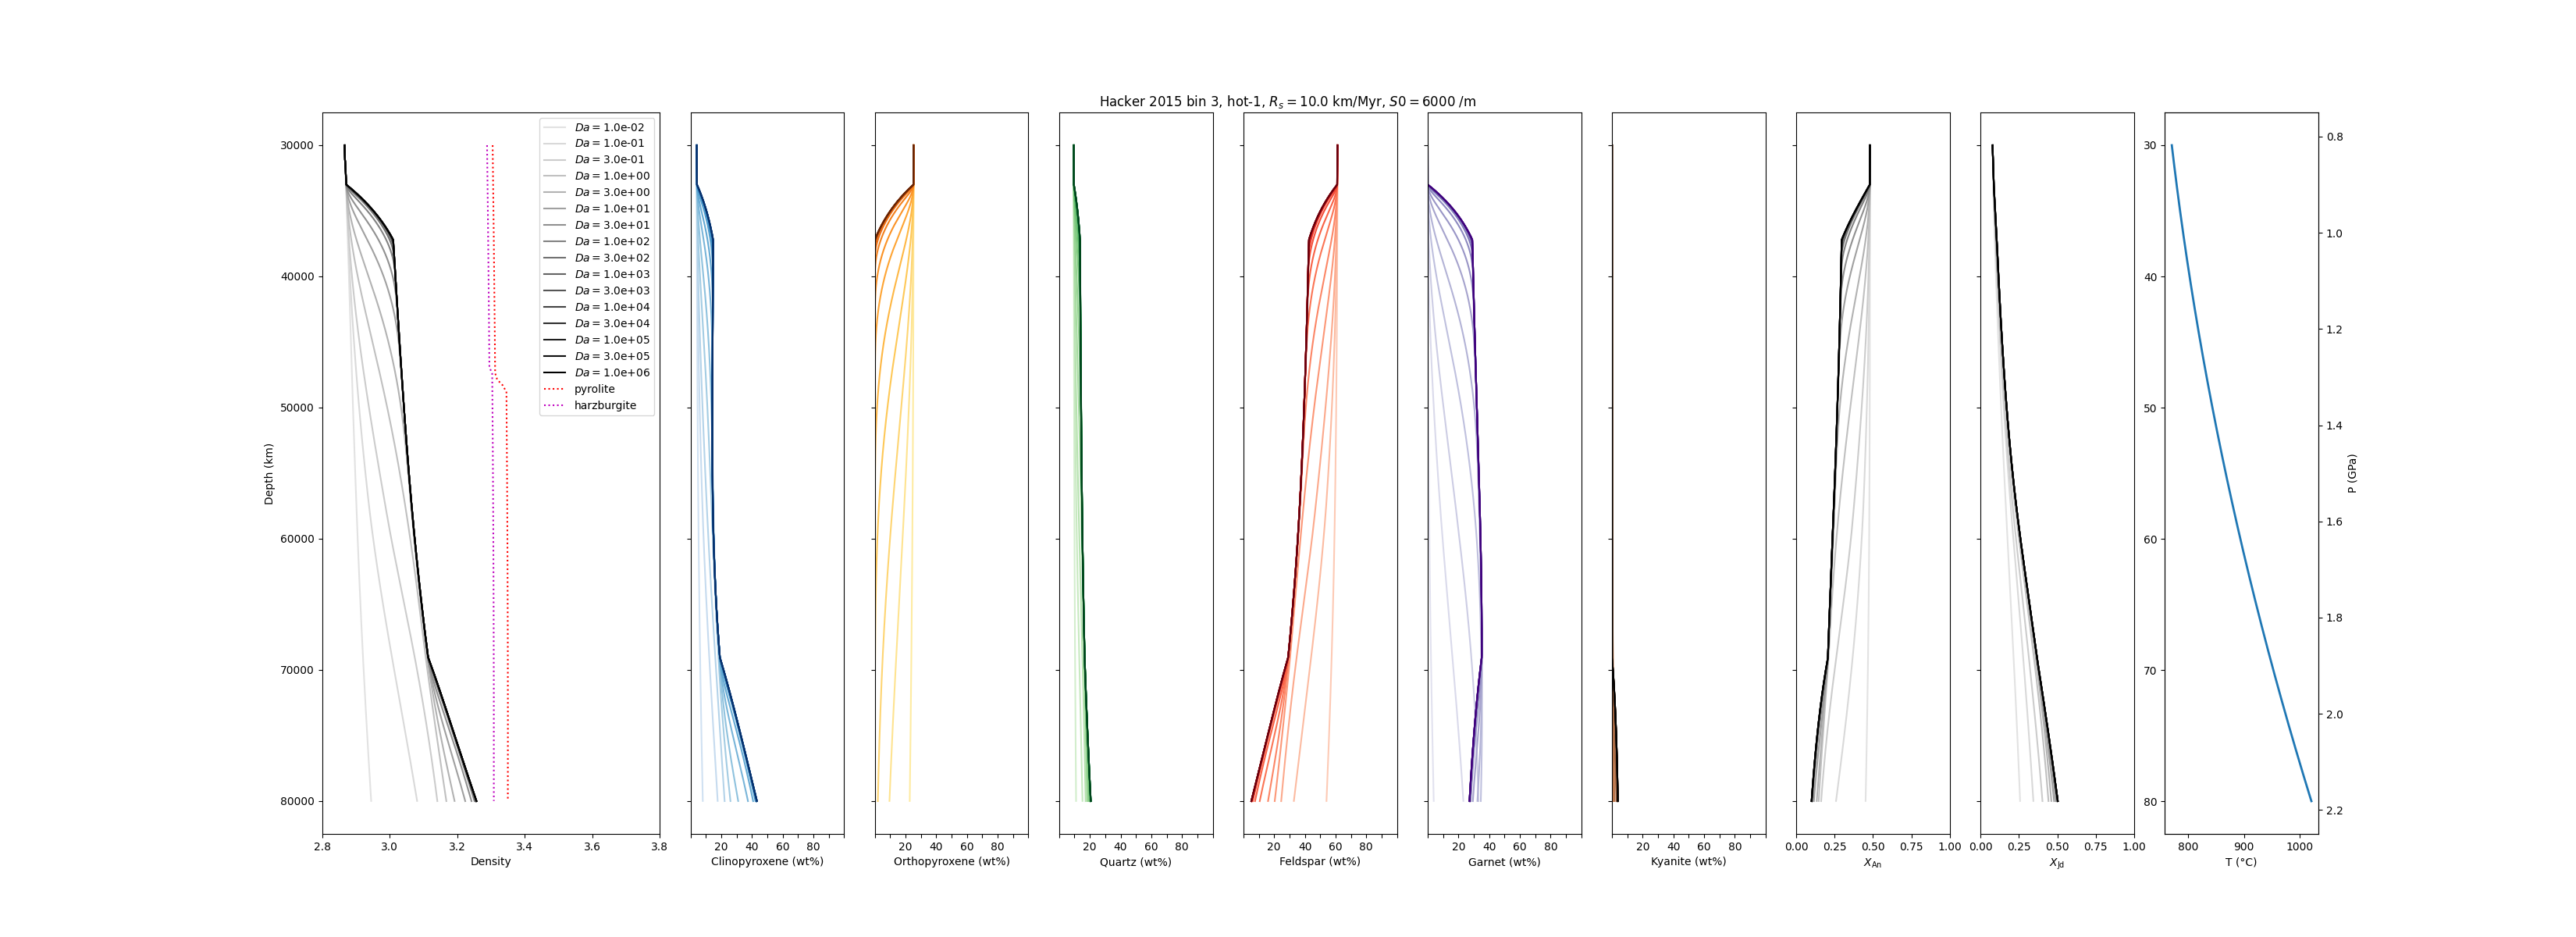 Hacker 2015 bin 3, hot-1, R_s = 10.0 km/Myr, S0 = 6000 /m
Da = 1.0e-02
Da = 1.0e-01
Da = 3.0e-01
Da = 1.0e+00
Da = 3.0e+00
Da = 1.0e+01
Da = 3.0e+01
Da = 1.0e+02
Da = 3.0e+02
Da = 1.0e+03
Da = 3.0e+03
Da = 1.0e+04
Da = 3.0e+04
Da = 1.0e+05
Da = 3.0e+05
Da = 1.0e+06
pyrolite
harzburgite
Depth (km)
30000
40000
50000
60000
70000
80000
2.8 3.0 3.2 3.4 3.6 3.8
Density
20 40 60 80
Clinopyroxene (wt%)
20 40 60 80
Orthopyroxene (wt%)
20 40 60 80
Quartz (wt%)
20 40 60 80
Feldspar (wt%)
20 40 60 80
Garnet (wt%)
20 40 60 80
Kyanite (wt%)
0.00 0.25 0.50 0.75 1.00
X_An
0.00 0.25 0.50 0.75 1.00
X_Jd
30
40
50
60
70
80
800 900 1000
T (°C)
0.8
1.0
1.2
1.4
1.6
1.8
2.0
2.2
P (GPa)